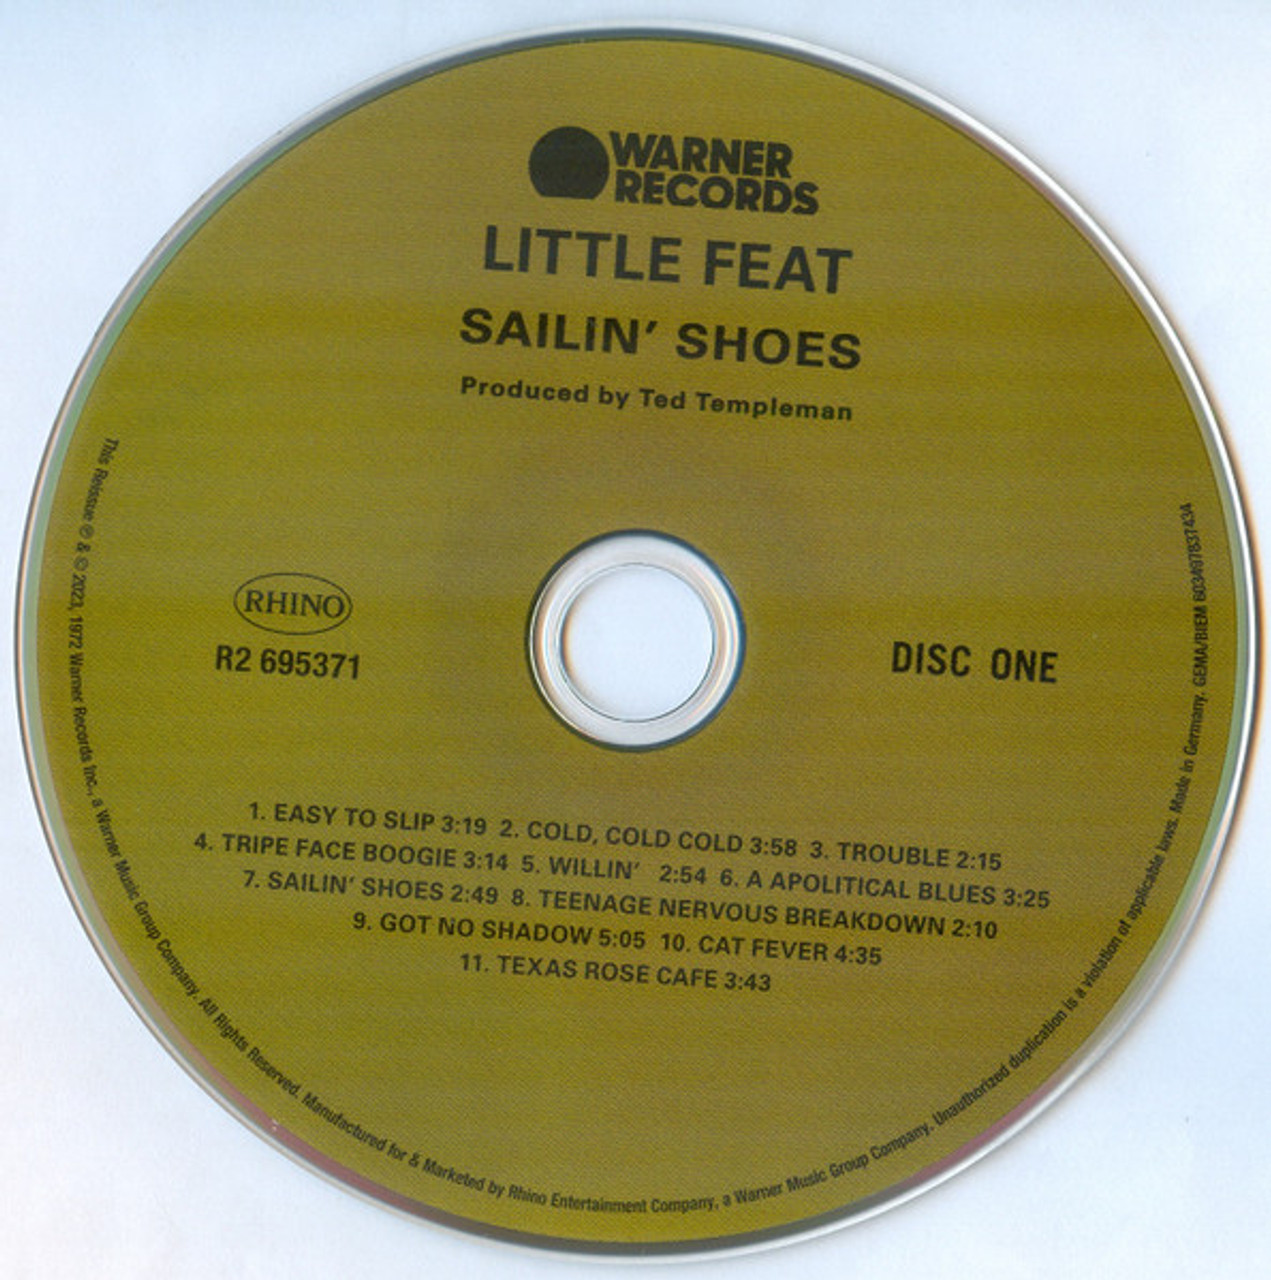 WARNER
RECORDS
LITTLE FEAT
SAILIN' SHOES
Produced by Ted Templeman
RHINO
R2 695371
DISC ONE
1. EASY TO SLIP 3:19 2. COLD, COLD COLD 3:58 3. TROUBLE 2:15
4. TRIPE FACE BOOGIE 3:14 5. WILLIN' 2:54 6. A APOLITICAL BLUES 3:25
7. SAILIN' SHOES 2:49 8. TEENAGE NERVOUS BREAKDOWN 2:10
9. GOT NO SHADOW 5:05 10. CAT FEVER 4:35
11. TEXAS ROSE CAFE 3:43
This Reissue ℗ & © 2023, 1972 Warner Records Inc., a Warner Music Group Company. All Rights Reserved. Manufactured for & Marketed by Rhino Entertainment Company, a Warner Music Group Company. Unauthorized duplication is a violation of applicable laws. Made in Germany. GEMA/BIEM 603497837434